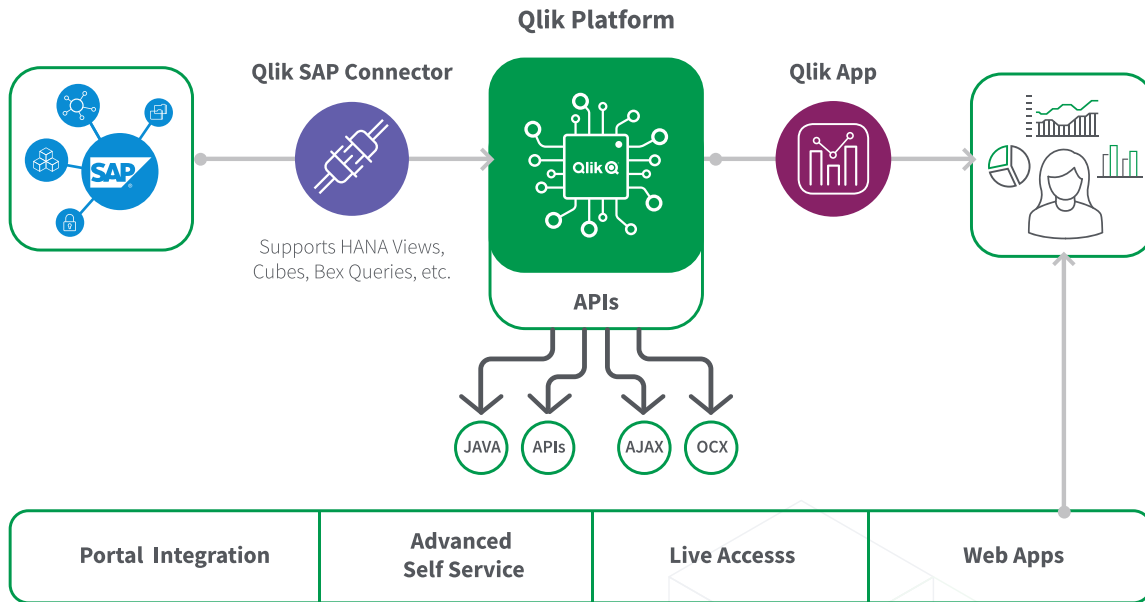 Qlik Platform
Qlik SAP Connector
Qlik App
SAP
Qlik
Supports HANA Views,
Cubes, Bex Queries, etc.
APIs
JAVA
APIs
AJAX
OCX
Portal Integration
Advanced
Self Service
Live Accesss
Web Apps